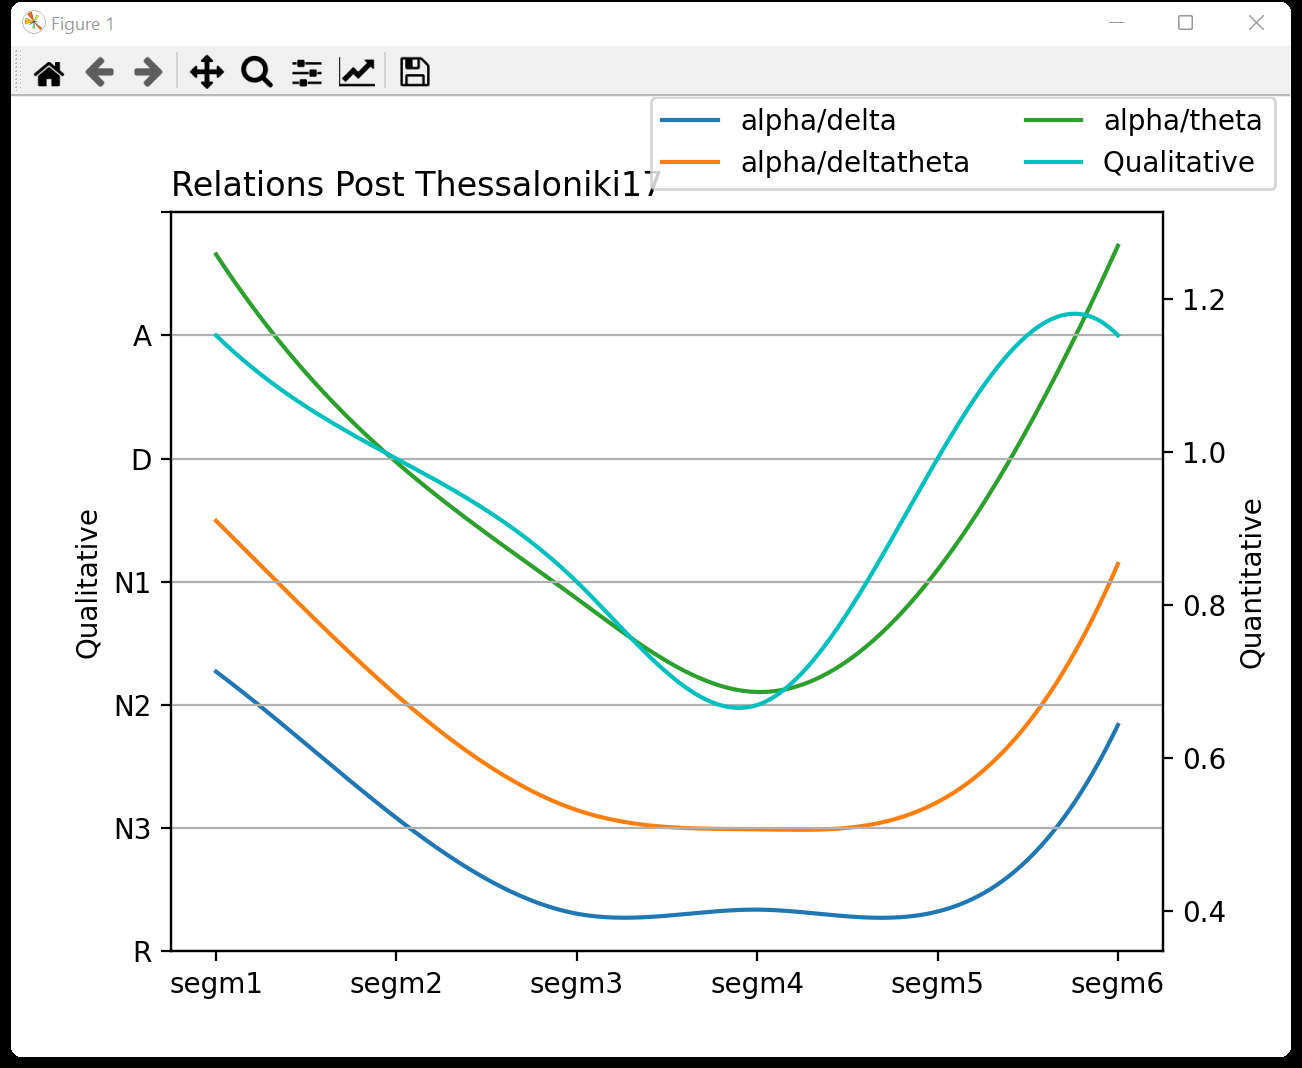 Figure 1
alpha/delta
alpha/deltatheta
alpha/theta
Qualitative
Relations Post Thessaloniki17
Qualitative
A
D
N1
N2
N3
R
1.2
1.0
0.8
0.6
0.4
Quantitative
segm1 segm2 segm3 segm4 segm5 segm6